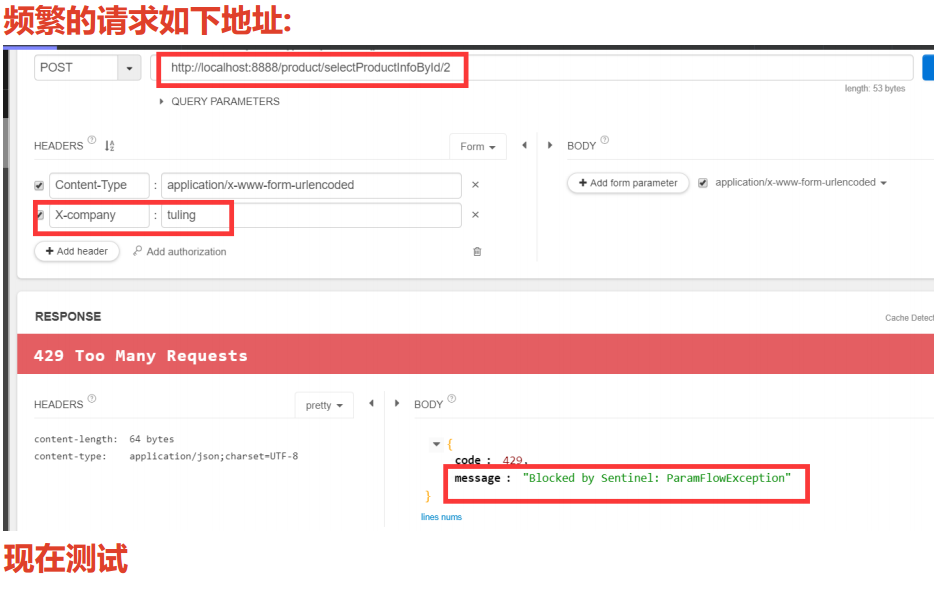 频繁的请求如下地址:
POST
http://localhost:8888/product/selectProductInfoById/2
length: 53 bytes
QUERY PARAMETERS
HEADERS ? Form BODY ?
Content-Type : application/x-www-form-urlencoded ×
+ Add form parameter application/x-www-form-urlencoded
X-company : tuling ×
+ Add header Add authorization
RESPONSE
Cache Detect
429 Too Many Requests
HEADERS ? pretty BODY ?
content-length: 64 bytes
content-type: application/json;charset=UTF-8
{
code : 429,
message : "Blocked by Sentinel: ParamFlowException"
}
lines nums
现在测试